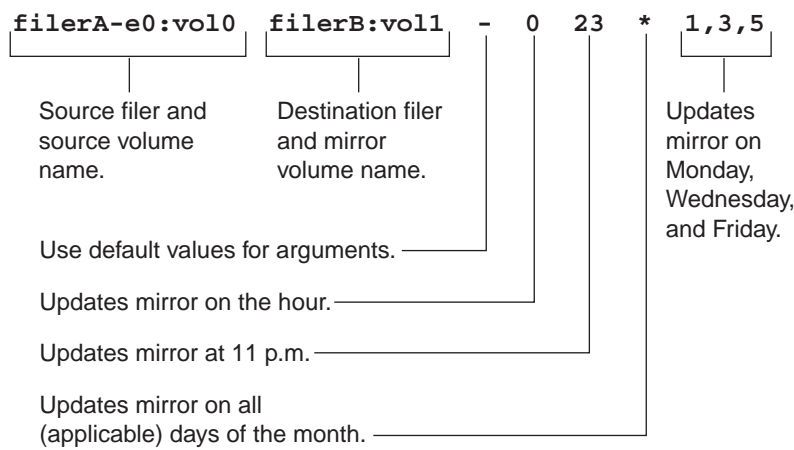 filerA-e0:vol0 filerB:vol1 - 0 23 * 1,3,5
Source filer and
source volume
name.
Destination filer
and mirror
volume name.
Updates
mirror on
Monday,
Wednesday,
and Friday.
Use default values for arguments.
Updates mirror on the hour.
Updates mirror at 11 p.m.
Updates mirror on all
(applicable) days of the month.